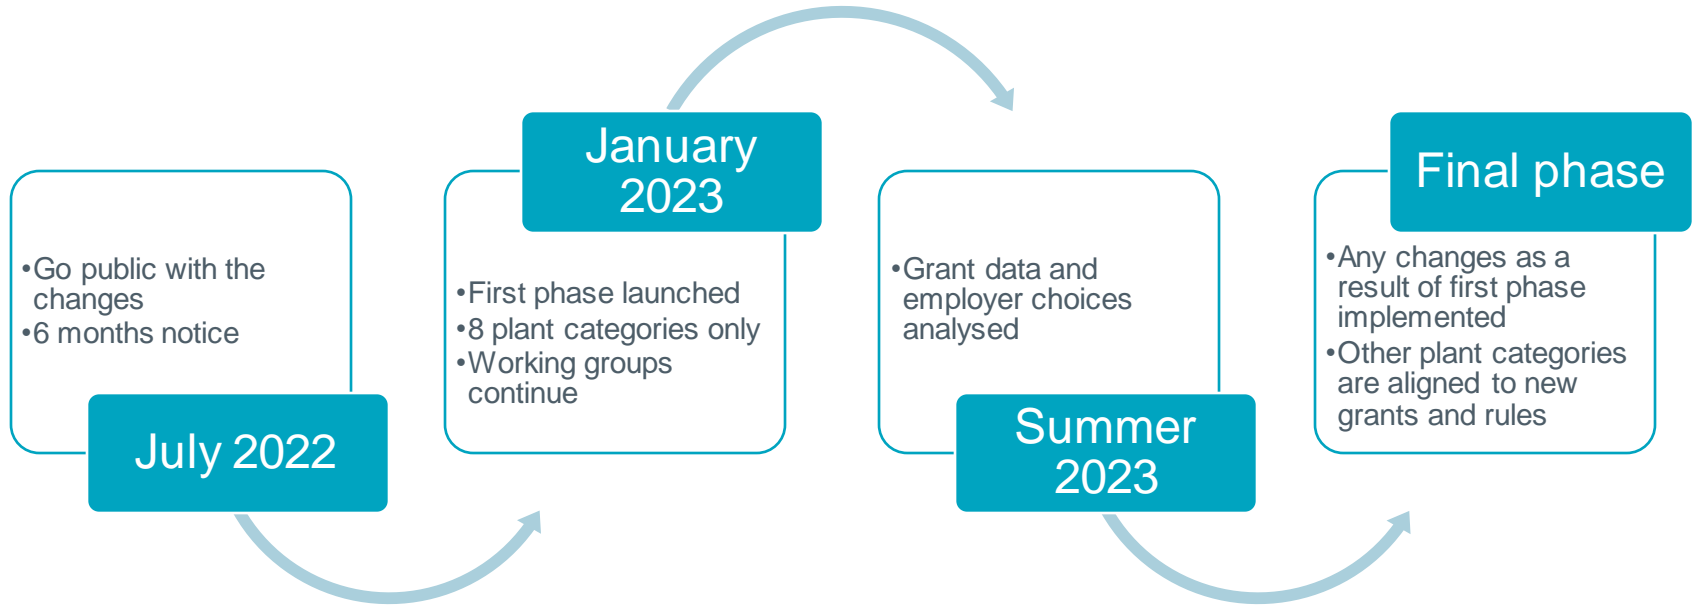 •Go public with the
changes
•6 months notice
July 2022
January
2023
•First phase launched
•8 plant categories only
•Working groups
continue
•Grant data and
employer choices
analysed
Summer
2023
Final phase
•Any changes as a
result of first phase
implemented
•Other plant categories
are aligned to new
grants and rules